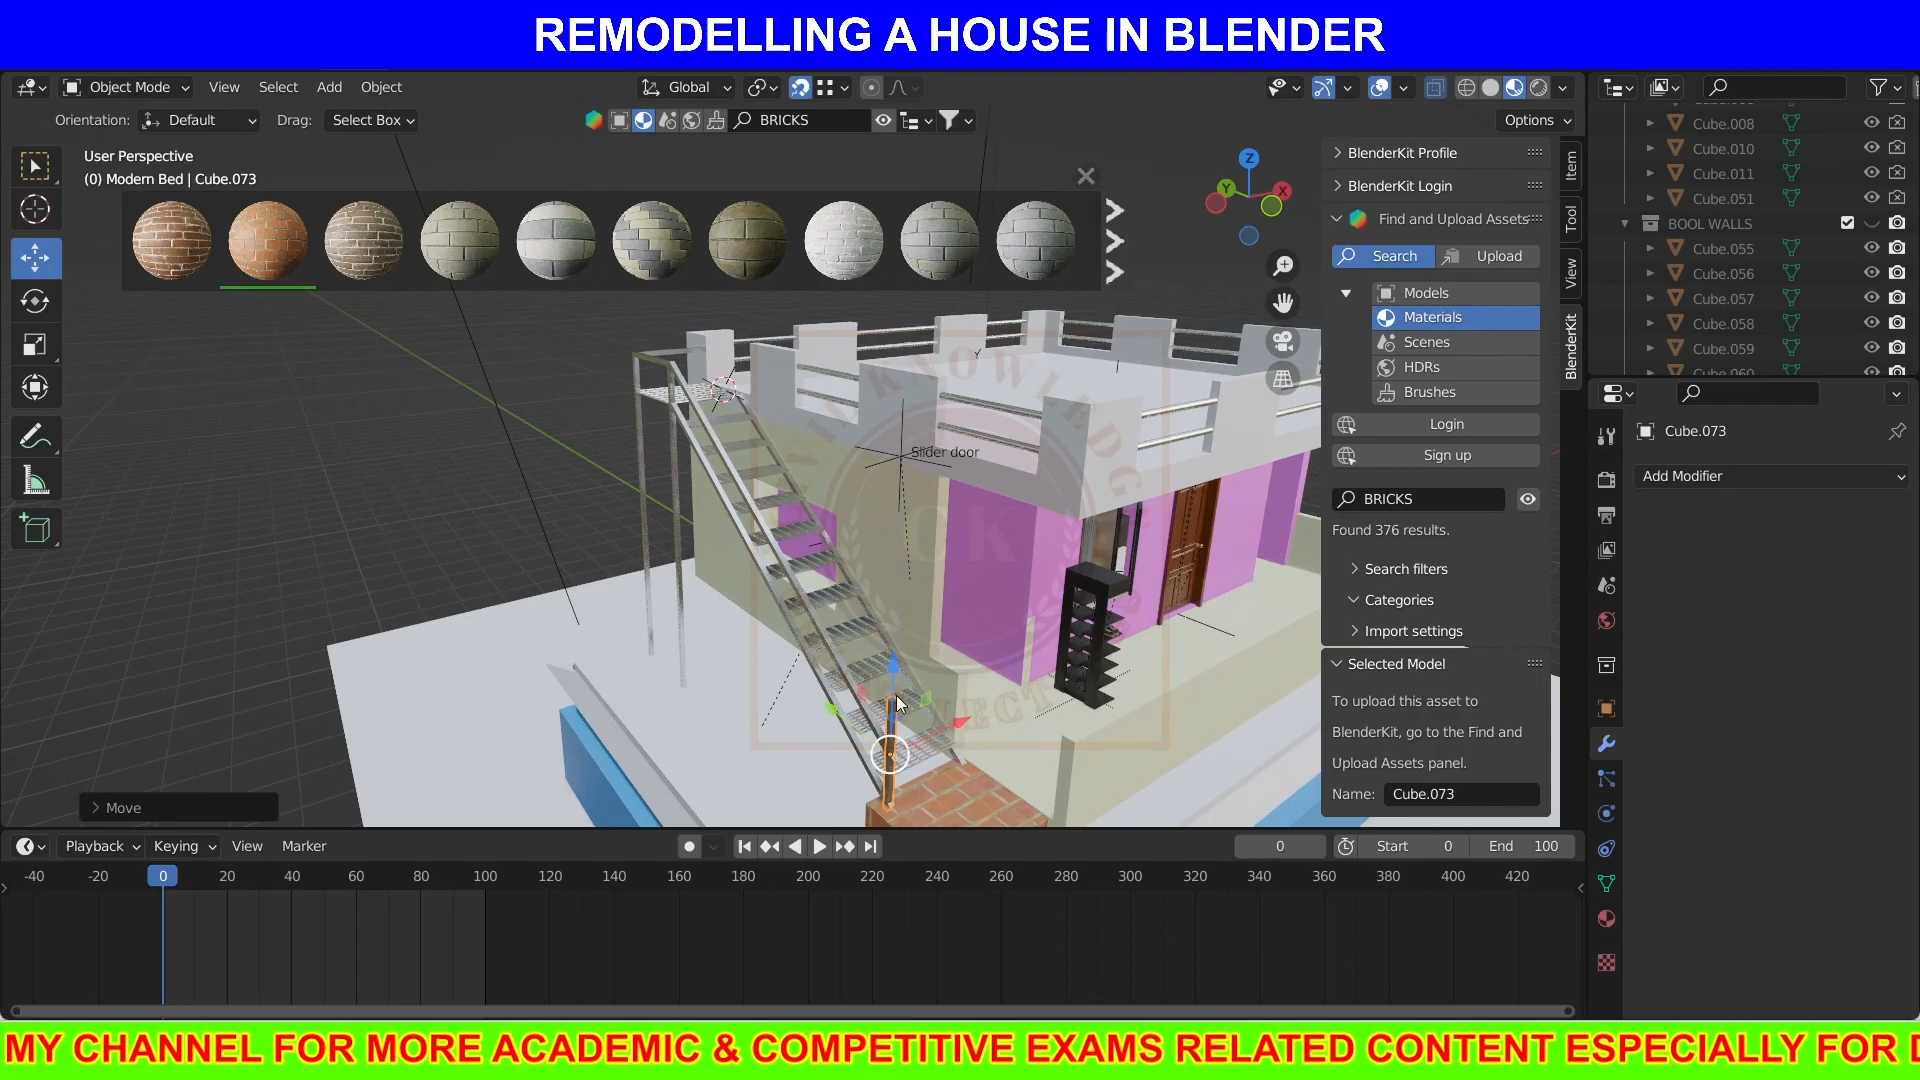 REMODELLING A HOUSE IN BLENDER
Object Mode View Select Add Object Global
Orientation: Default Drag: Select Box BRICKS Options
User Perspective
(0) Modern Bed | Cube.073
Z
Y X
BlenderKit Profile
BlenderKit Login
Find and Upload Assets
Search Upload
Models
Materials
Scenes
HDRs
Brushes
Login
Sign up
BRICKS
Found 376 results.
Search filters
Categories
Import settings
Selected Model
To upload this asset to
BlenderKit, go to the Find and
Upload Assets panel.
Name: Cube.073
Item
Tool
View
BlenderKit
Y
Slider door
OK
Move
Cube.008
Cube.010
Cube.011
Cube.051
BOOL WALLS
Cube.055
Cube.056
Cube.057
Cube.058
Cube.059
Cube.060
Cube.073
Add Modifier
Playback Keying View Marker 0 Start 0 End 100
-40 -20 0 20 40 60 80 100 120 140 160 180 200 220 240 260 280 300 320 340 360 380 400 420
MY CHANNEL FOR MORE ACADEMIC & COMPETITIVE EXAMS RELATED CONTENT ESPECIALLY FOR